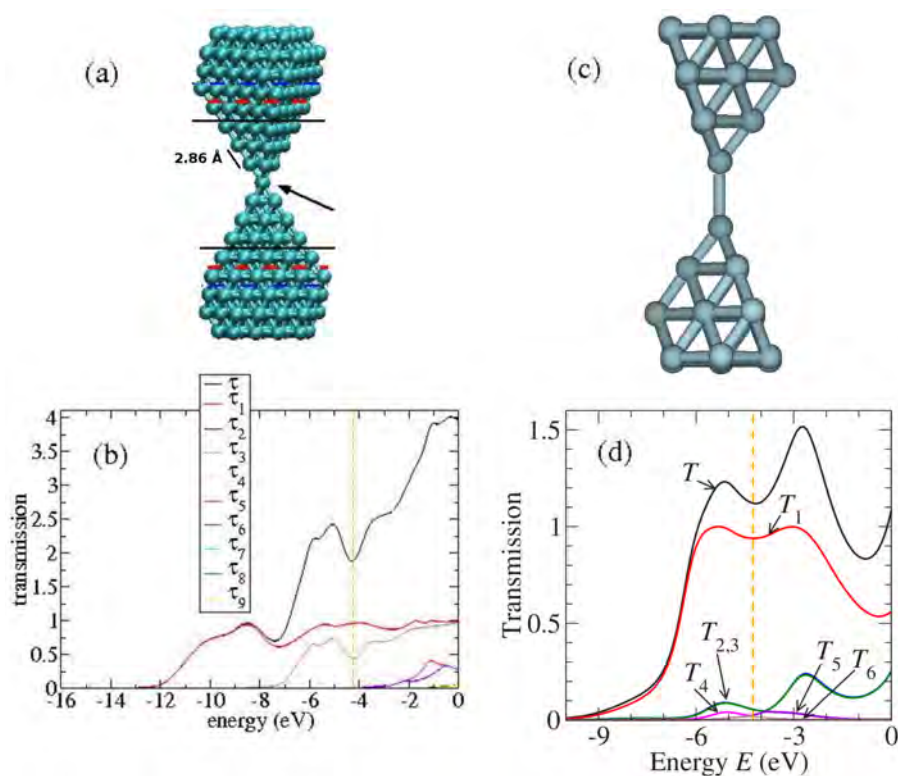 (a)
2.86 Å
(c)
(b)
τ
τ₁
τ₂
τ₃
τ₄
τ₅
τ₆
τ₇
τ₈
τ₉
transmission
4
3.5
3
2.5
2
1.5
1
0.5
0
-16 -14 -12 -10 -8 -6 -4 -2 0
energy (eV)
(d)
Transmission
1.5
1
0.5
0
T
T₁
T₂,₃
T₄
T₅
T₆
-9 -6 -3 0
Energy E (eV)